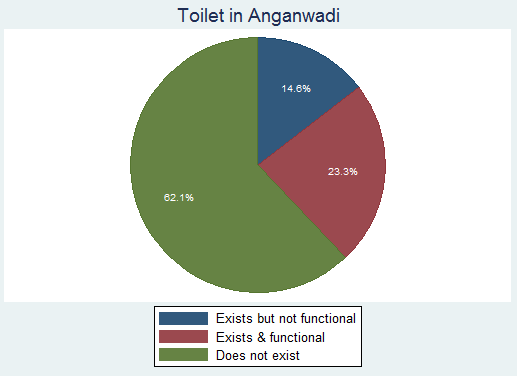 Toilet in Anganwadi
14.6%
23.3%
62.1%
Exists but not functional
Exists & functional
Does not exist